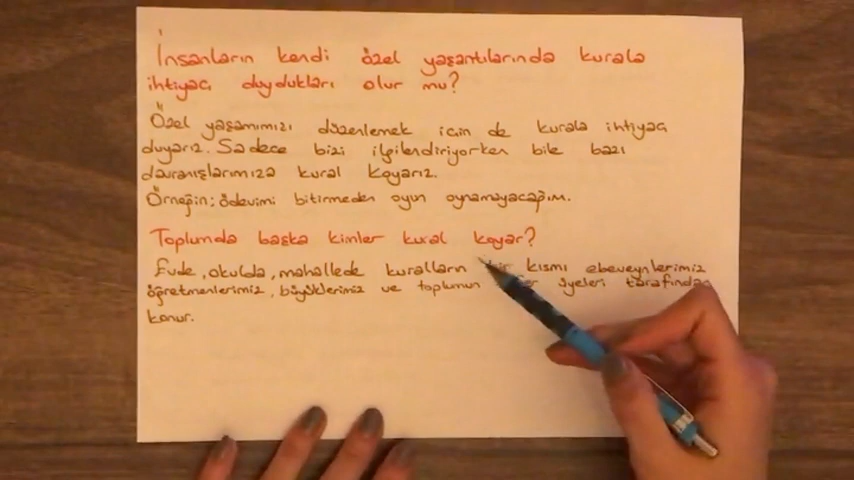 İnsanların kendi özel yaşantılarında kurala
ihtiyacı duydukları olur mu?
Özel yaşamımızı düzenlemek için de kurala ihtiyaç
duyarız. Sadece bizi ilgilendiriyorken bile bazı
davranışlarımıza kural koyarız.
Örneğin: ödevimi bitirmeden oyun oynamayacağım.
Toplumda başka kimler kural koyar?
Evde, okulda, mahallede kuralların bir kısmı ebeveynlerimiz
öğretmenlerimiz, büyüklerimiz ve toplumun üyeleri tarafından
konur.